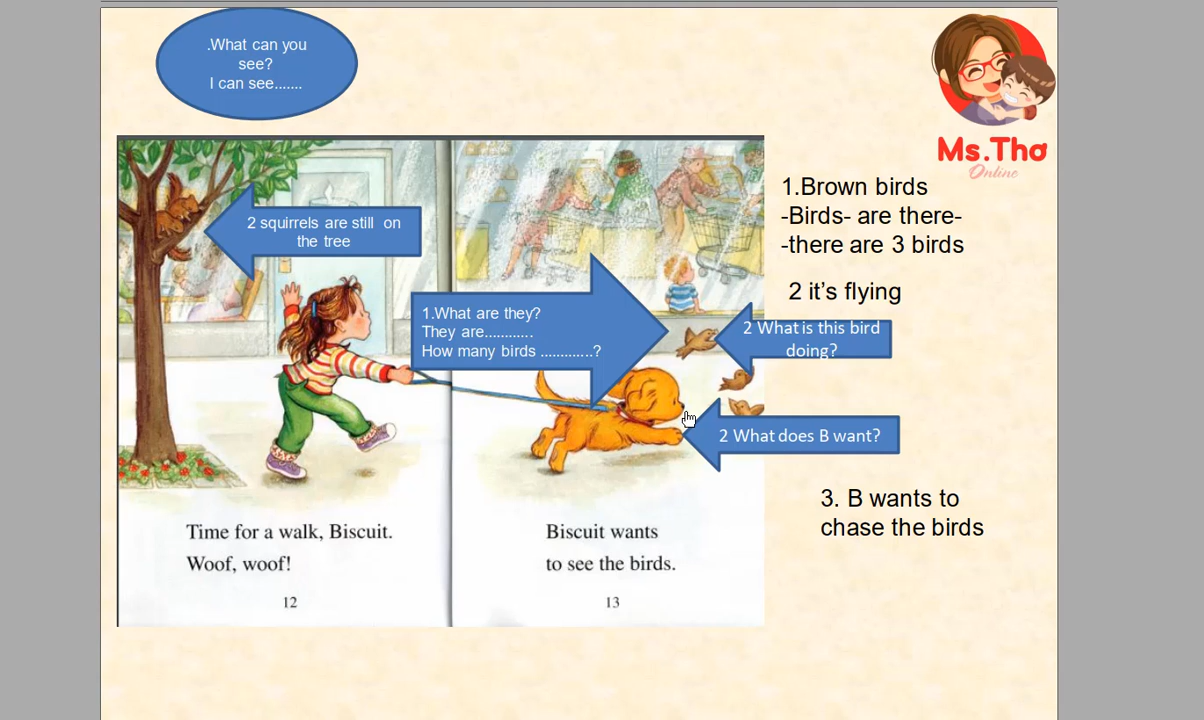 .What can you
see?
I can see.......
Ms.Thơ
Online
1.Brown birds
-Birds- are there-
-there are 3 birds
2 squirrels are still on
the tree
2 it’s flying
1.What are they?
They are............
How many birds .............?
2 What is this bird
doing?
2 What does B want?
3. B wants to
chase the birds
Time for a walk, Biscuit.
Woof, woof!
12
Biscuit wants
to see the birds.
13